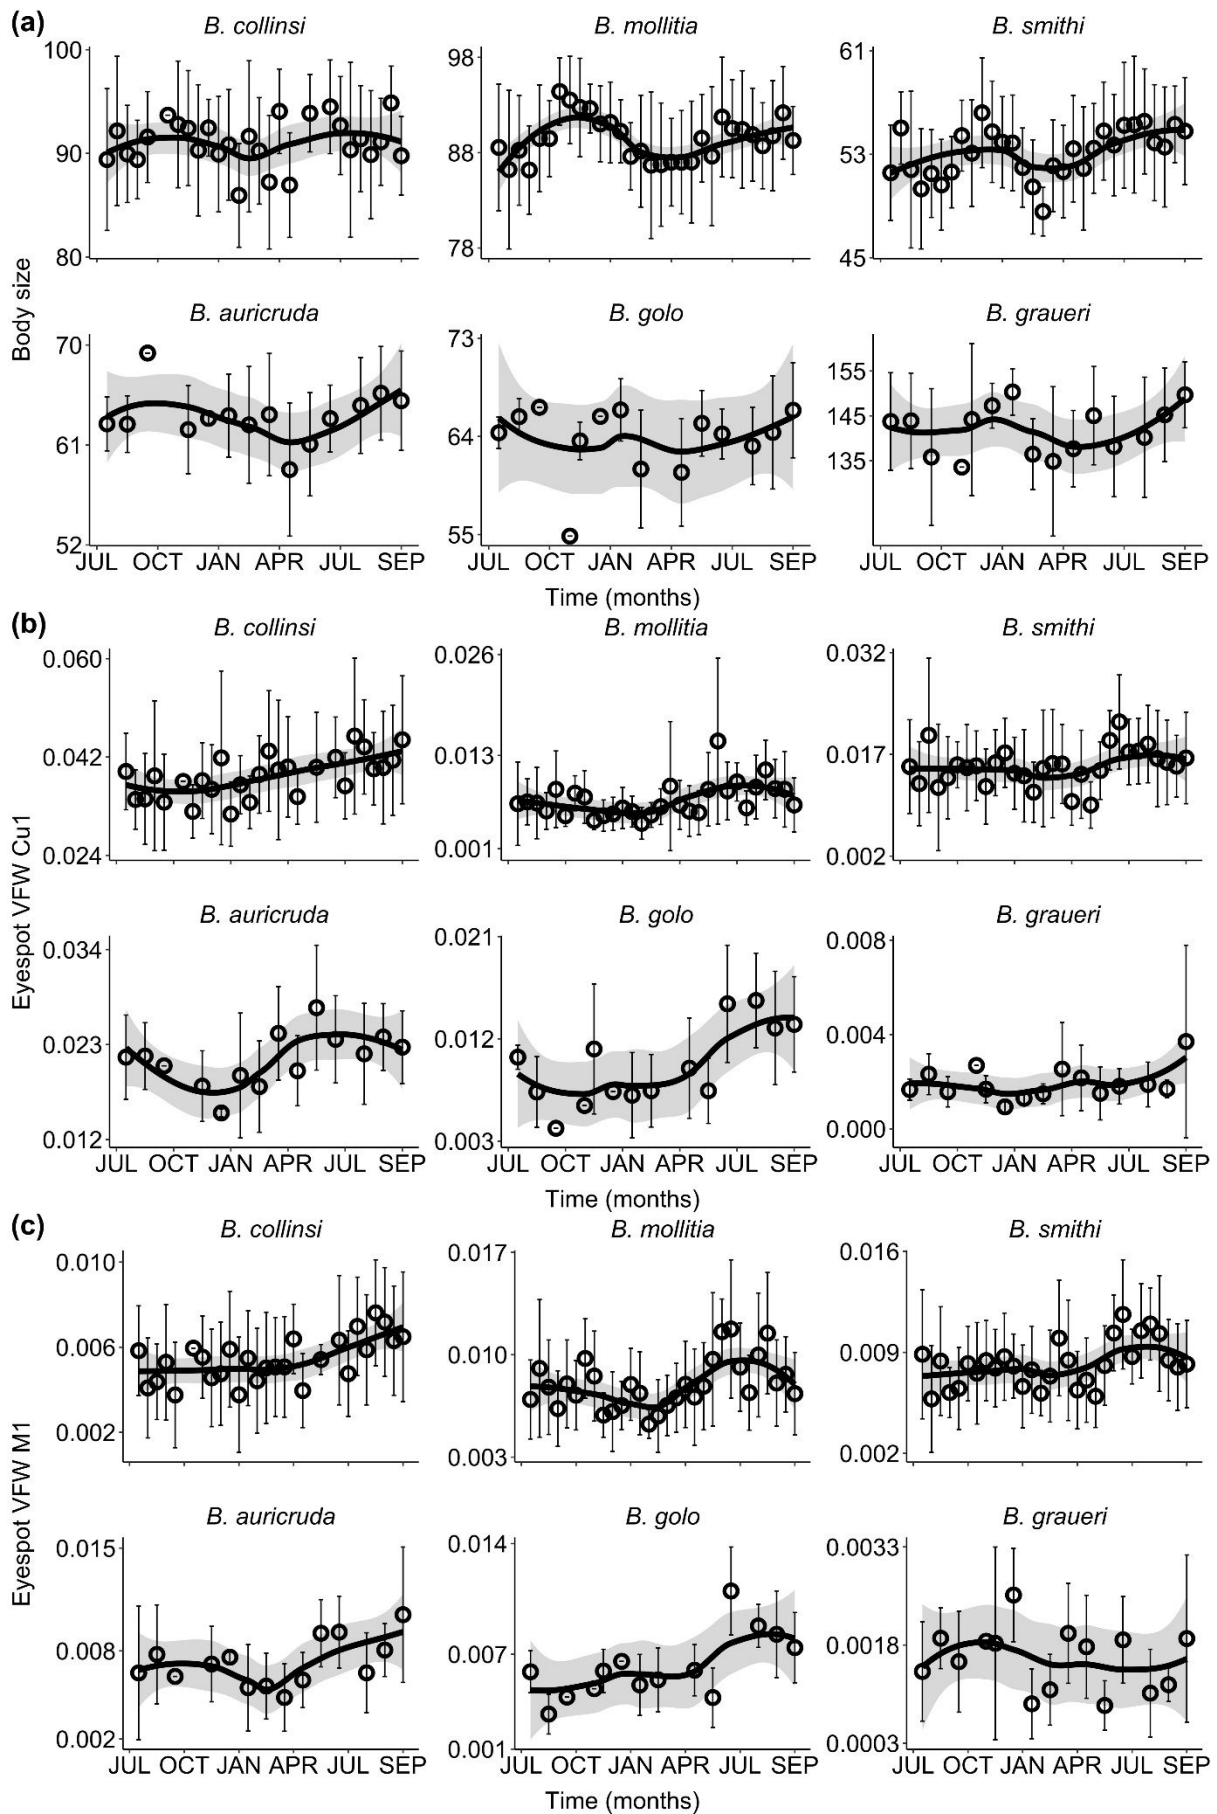 (a)
B. collinsi B. mollitia B. smithi
100 98 61
90 88 53
80 78 45
Body size
B. auricruda B. golo B. graueri
70 73 155
61 64 145
52 55 135
JUL OCT JAN APR JUL SEP JUL OCT JAN APR JUL SEP JUL OCT JAN APR JUL SEP
Time (months)
(b)
B. collinsi B. mollitia B. smithi
0.060 0.026 0.032
0.042 0.013 0.017
0.024 0.001 0.002
Eyespot VFW Cu1
B. auricruda B. golo B. graueri
0.034 0.021 0.008
0.023 0.012 0.004
0.012 0.003 0.000
JUL OCT JAN APR JUL SEP JUL OCT JAN APR JUL SEP JUL OCT JAN APR JUL SEP
Time (months)
(c)
B. collinsi B. mollitia B. smithi
0.010 0.017 0.016
0.006 0.010 0.009
0.002 0.003 0.002
Eyespot VFW M1
B. auricruda B. golo B. graueri
0.015 0.014 0.0033
0.008 0.007 0.0018
0.002 0.001 0.0003
JUL OCT JAN APR JUL SEP JUL OCT JAN APR JUL SEP JUL OCT JAN APR JUL SEP
Time (months)